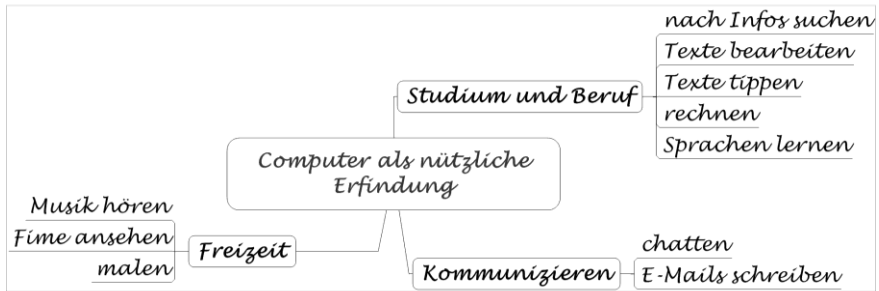 nach Infos suchen
Texte bearbeiten
Texte tippen
Studium und Beruf
rechnen
Sprachen lernen
Computer als nützliche
Erfindung
Musik hören
Fime ansehen
malen
Freizeit
chatten
Kommunizieren
E-Mails schreiben